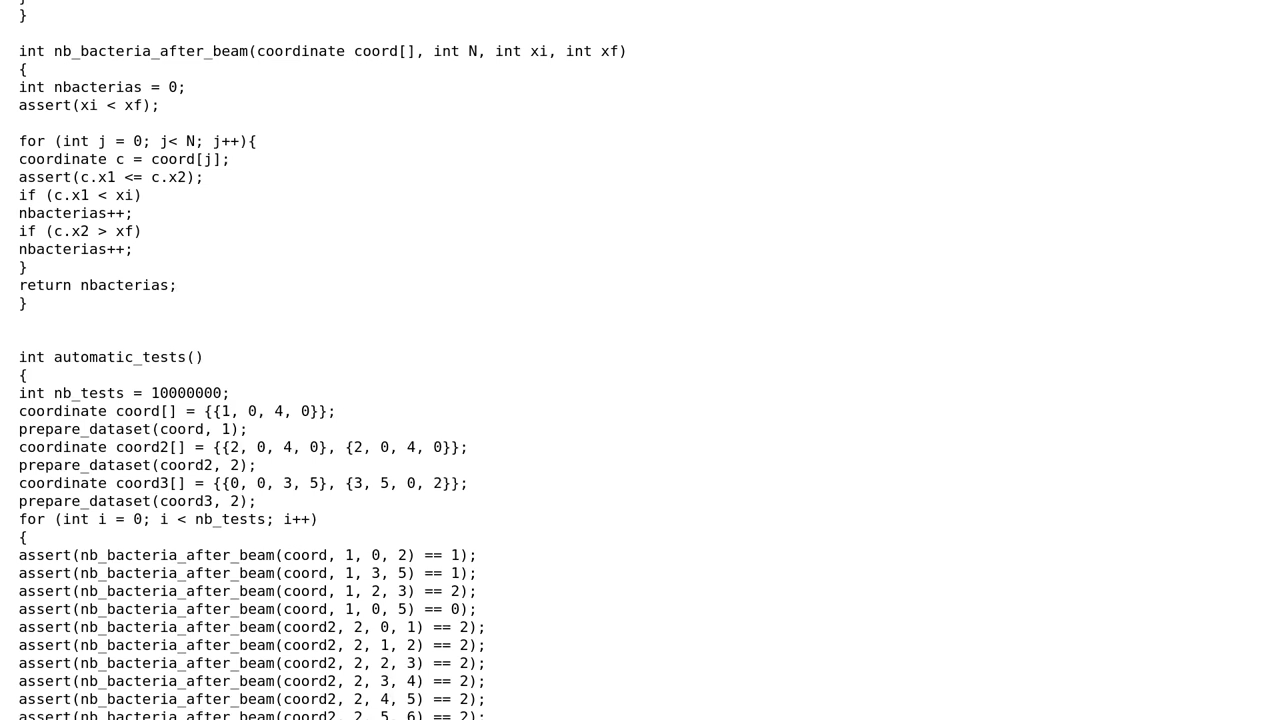 }
int nb_bacteria_after_beam(coordinate coord[], int N, int xi, int xf)
{
int nbacterias = 0;
assert(xi < xf);
for (int j = 0; j< N; j++){
coordinate c = coord[j];
assert(c.x1 <= c.x2);
if (c.x1 < xi)
nbacterias++;
if (c.x2 > xf)
nbacterias++;
}
return nbacterias;
}
int automatic_tests()
{
int nb_tests = 10000000;
coordinate coord[] = {{1, 0, 4, 0}};
prepare_dataset(coord, 1);
coordinate coord2[] = {{2, 0, 4, 0}, {2, 0, 4, 0}};
prepare_dataset(coord2, 2);
coordinate coord3[] = {{0, 0, 3, 5}, {3, 5, 0, 2}};
prepare_dataset(coord3, 2);
for (int i = 0; i < nb_tests; i++)
{
assert(nb_bacteria_after_beam(coord, 1, 0, 2) == 1);
assert(nb_bacteria_after_beam(coord, 1, 3, 5) == 1);
assert(nb_bacteria_after_beam(coord, 1, 2, 3) == 2);
assert(nb_bacteria_after_beam(coord, 1, 0, 5) == 0);
assert(nb_bacteria_after_beam(coord2, 2, 0, 1) == 2);
assert(nb_bacteria_after_beam(coord2, 2, 1, 2) == 2);
assert(nb_bacteria_after_beam(coord2, 2, 2, 3) == 2);
assert(nb_bacteria_after_beam(coord2, 2, 3, 4) == 2);
assert(nb_bacteria_after_beam(coord2, 2, 4, 5) == 2);
assert(nb_bacteria_after_beam(coord2, 2, 5, 6) == 2);